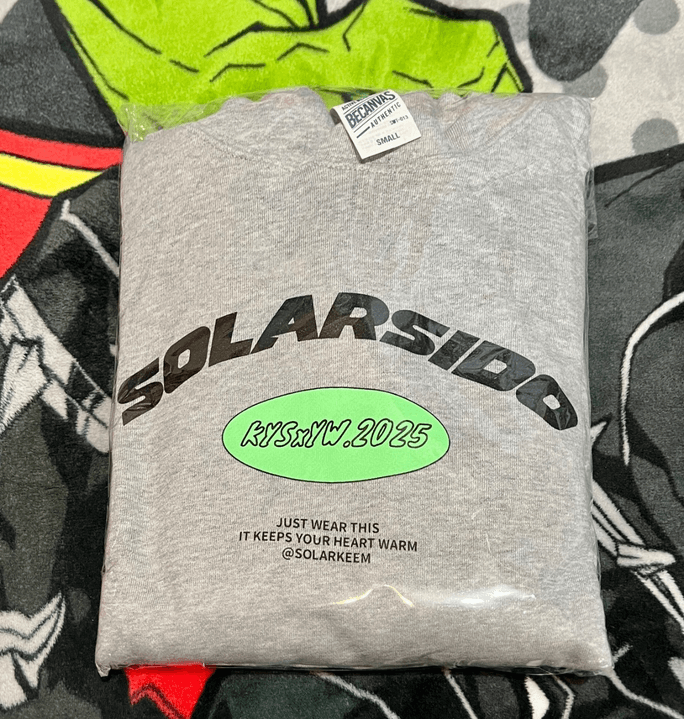 BECANVAS
AUTHENTIC
SMALL
SOLARSIDO
KYSxYW.2025
JUST WEAR THIS
IT KEEPS YOUR HEART WARM
@SOLARKEEM